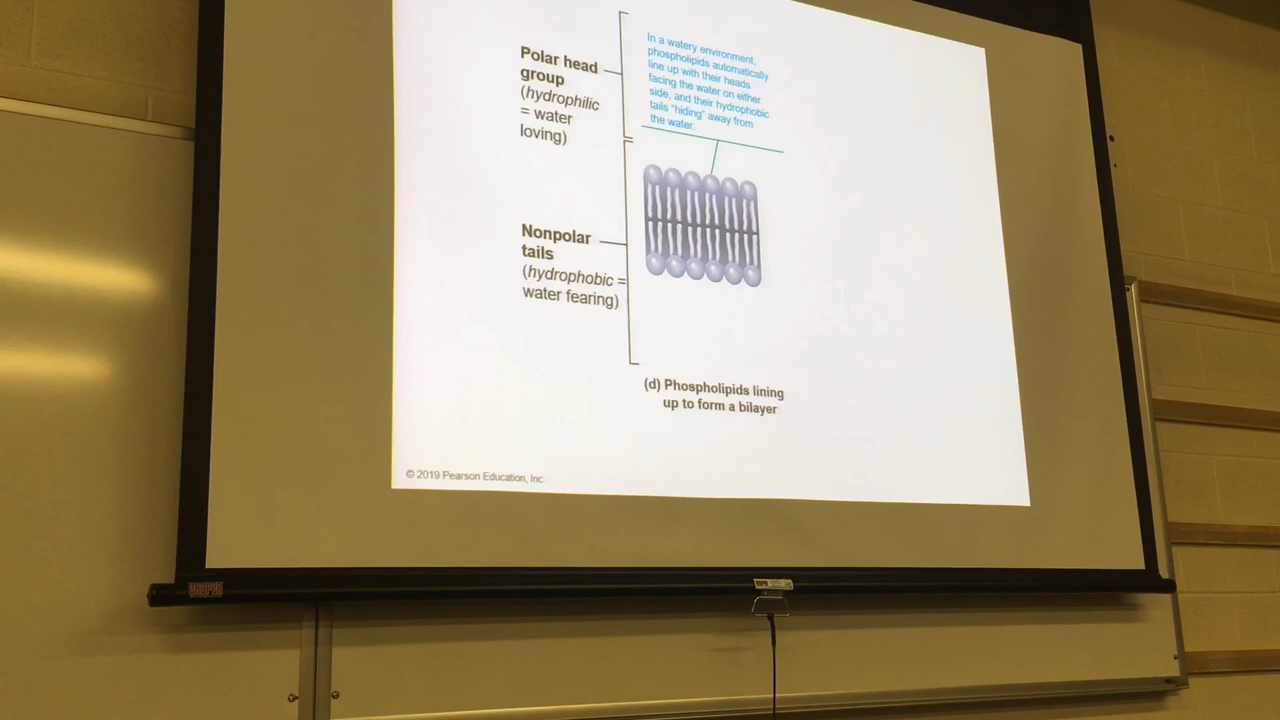 Polar head
group
(hydrophilic
= water
loving)
In a watery environment,
phospholipids automatically
line up with their heads
facing the water on either
side, and their hydrophobic
tails "hiding" away from
the water.
Nonpolar
tails
(hydrophobic =
water fearing)
(d) Phospholipids lining
up to form a bilayer
© 2019 Pearson Education, Inc.
DRAPER